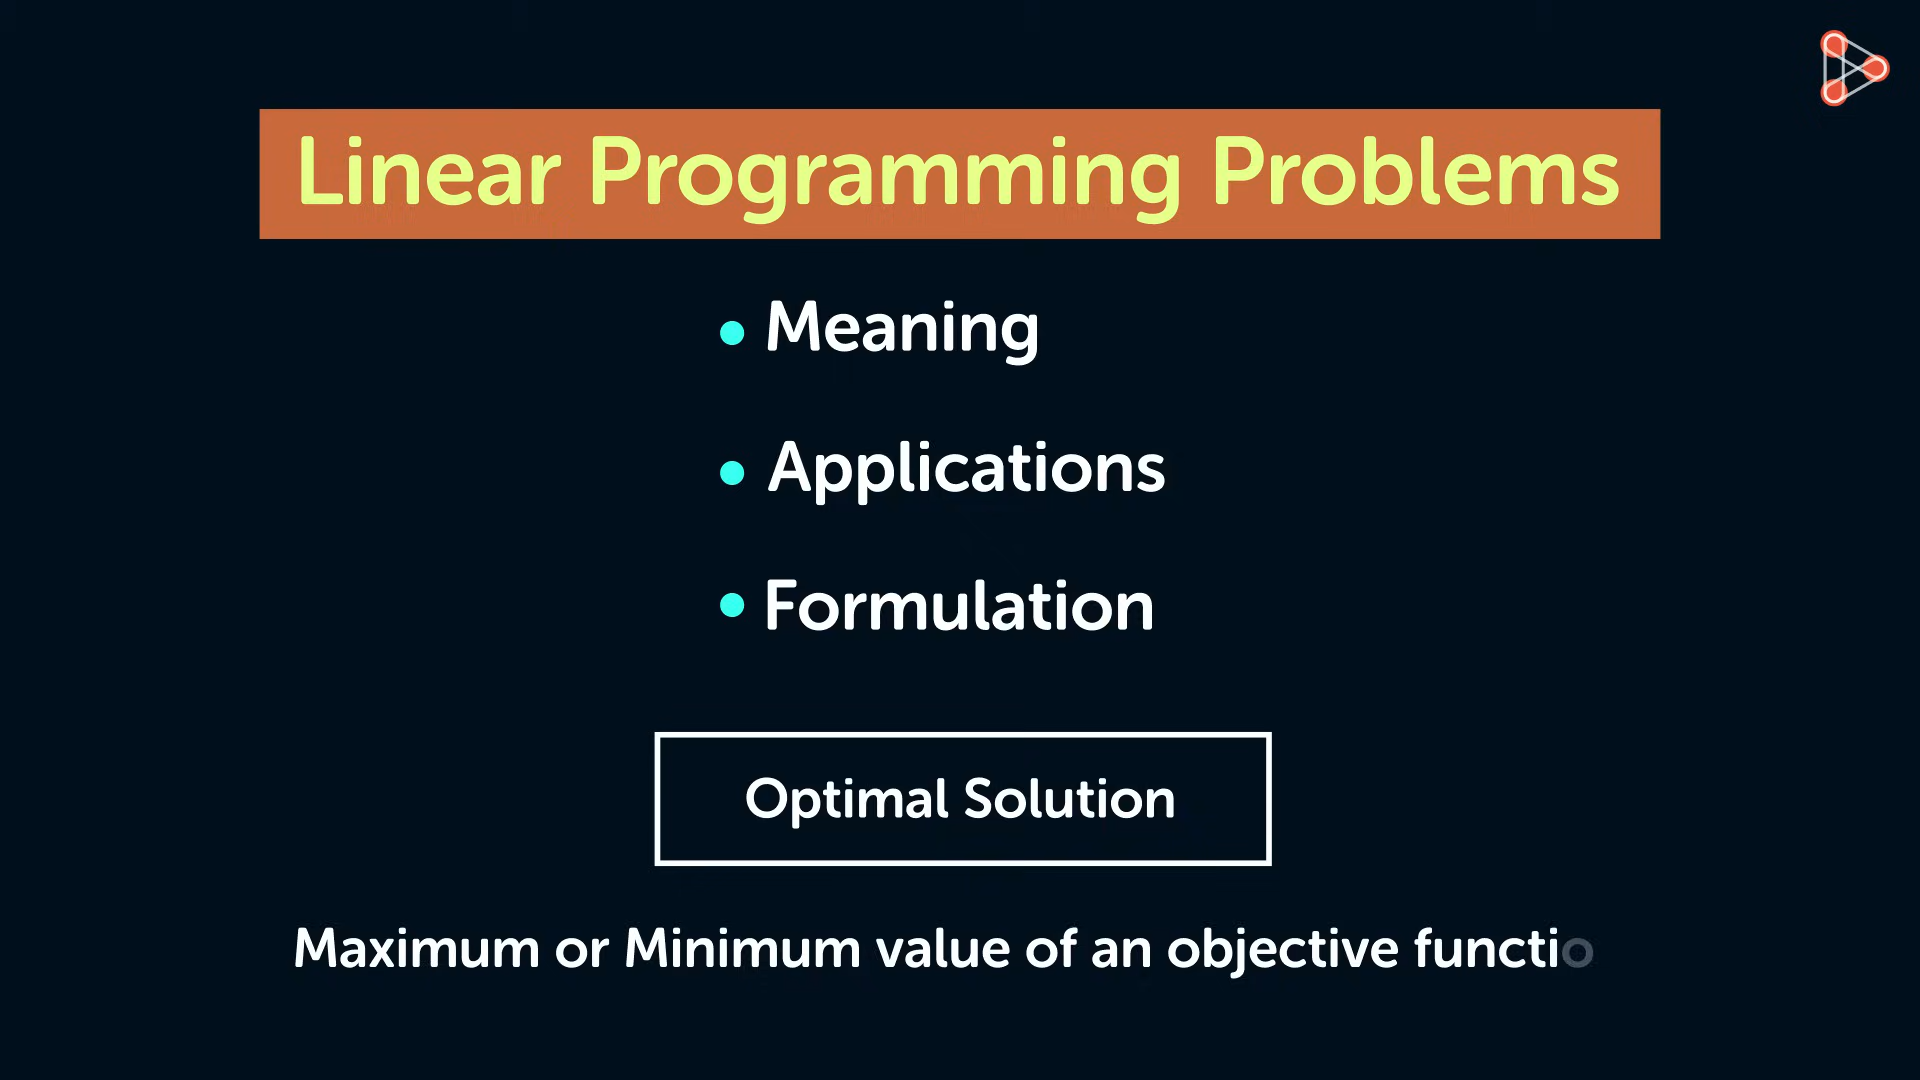 Linear Programming Problems
• Meaning
• Applications
• Formulation
Optimal Solution
Maximum or Minimum value of an objective functio